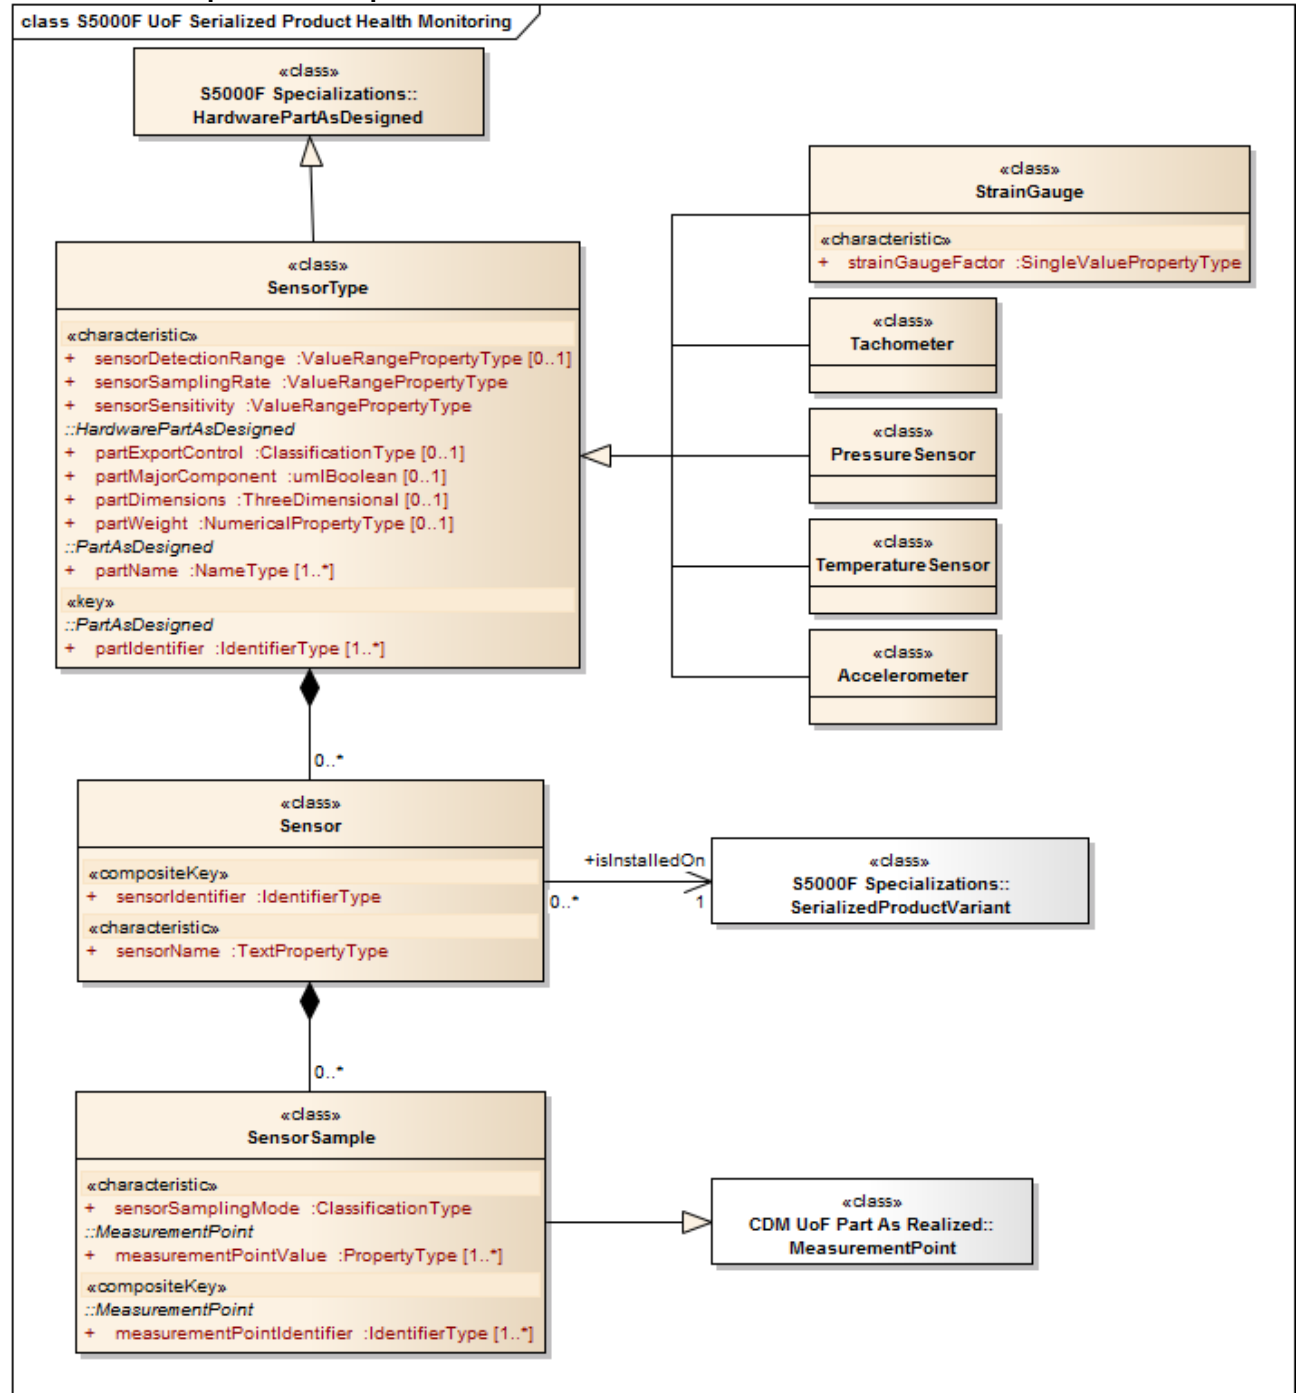 class S5000F UoF Serialized Product Health Monitoring
«class»
S5000F Specializations::
HardwarePartAsDesigned
«class»
SensorType
«characteristic»
+ sensorDetectionRange :ValueRangePropertyType [0..1]
+ sensorSamplingRate :ValueRangePropertyType
+ sensorSensitivity :ValueRangePropertyType
::HardwarePartAsDesigned
+ partExportControl :ClassificationType [0..1]
+ partMajorComponent :umlBoolean [0..1]
+ partDimensions :ThreeDimensional [0..1]
+ partWeight :NumericalPropertyType [0..1]
::PartAsDesigned
+ partName :NameType [1..*]
«key»
::PartAsDesigned
+ partIdentifier :IdentifierType [1..*]
«class»
StrainGauge
«characteristic»
+ strainGaugeFactor :SingleValuePropertyType
«class»
Tachometer
«class»
PressureSensor
«class»
TemperatureSensor
«class»
Accelerometer
0..*
«class»
Sensor
«compositeKey»
+ sensorIdentifier :IdentifierType
«characteristic»
+ sensorName :TextPropertyType
+isInstalledOn
0..*
1
«class»
S5000F Specializations::
SerializedProductVariant
0..*
«class»
SensorSample
«characteristic»
+ sensorSamplingMode :ClassificationType
::MeasurementPoint
+ measurementPointValue :PropertyType [1..*]
«compositeKey»
::MeasurementPoint
+ measurementPointIdentifier :IdentifierType [1..*]
«class»
CDM UoF Part As Realized::
MeasurementPoint